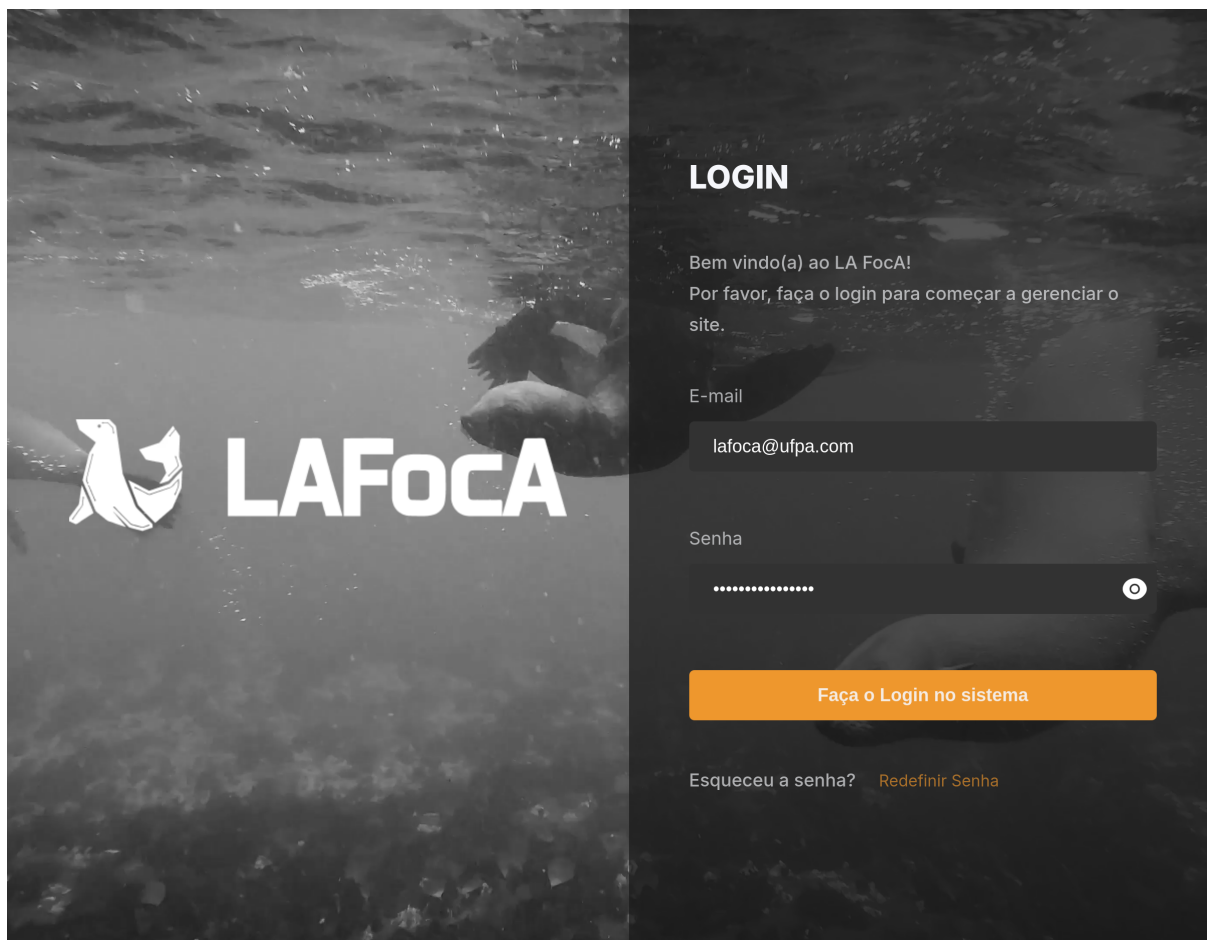 LAFocA
LOGIN
Bem vindo(a) ao LA FocA!
Por favor, faça o login para começar a gerenciar o
site.
E-mail
lafoca@ufpa.com
Senha
••••••••••••••••
Faça o Login no sistema
Esqueceu a senha? Redefinir Senha